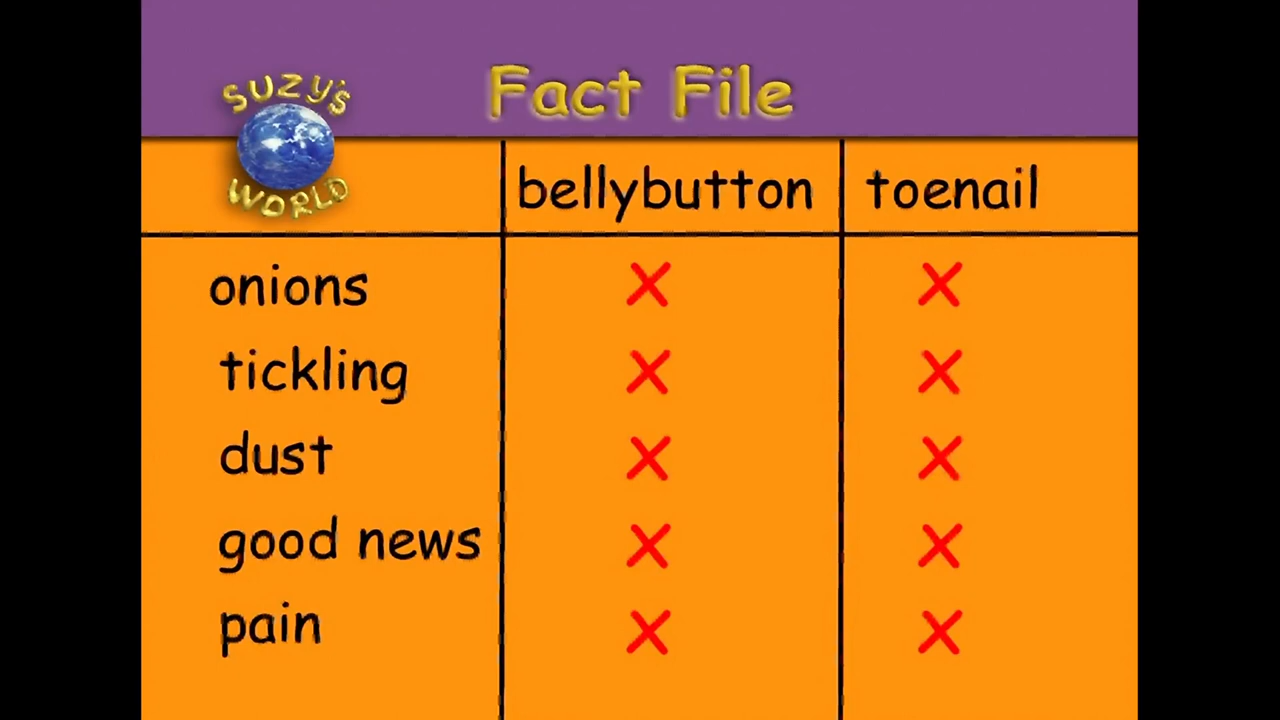 SUZY'S
WORLD
Fact File
bellybutton toenail
onions X X
tickling X X
dust X X
good news X X
pain X X